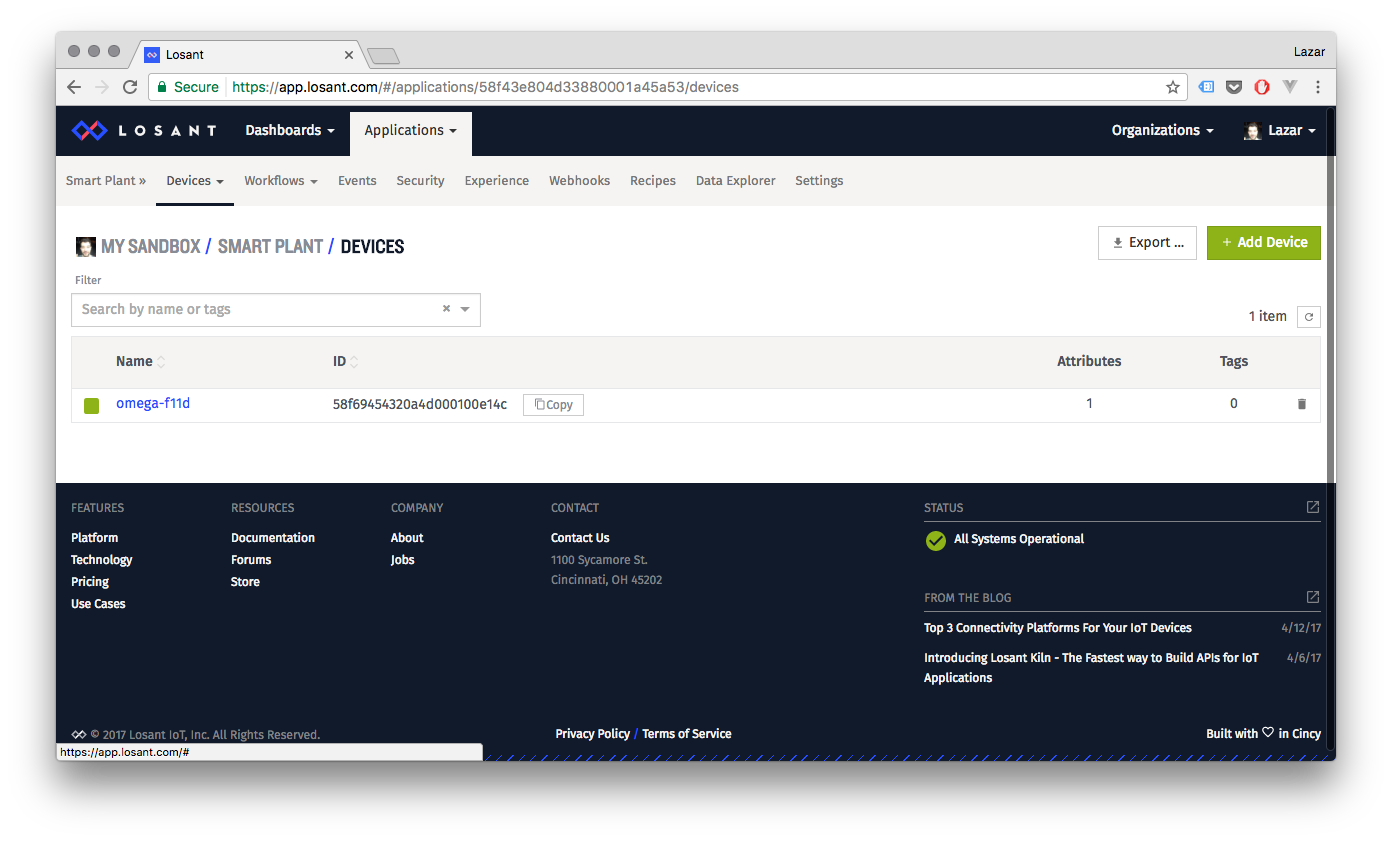 Losant
Lazar
Secure https://app.losant.com/#/applications/58f43e804d33880001a45a53/devices
LOSANT Dashboards Applications Organizations Lazar
Smart Plant » Devices Workflows Events Security Experience Webhooks Recipes Data Explorer Settings
MY SANDBOX / SMART PLANT / DEVICES
Export ... + Add Device
Filter
Search by name or tags
1 item
Name ID Attributes Tags
omega-f11d 58f69454320a4d000100e14c Copy 1 0
FEATURES
Platform
Technology
Pricing
Use Cases
RESOURCES
Documentation
Forums
Store
COMPANY
About
Jobs
CONTACT
Contact Us
1100 Sycamore St.
Cincinnati, OH 45202
STATUS
All Systems Operational
FROM THE BLOG
Top 3 Connectivity Platforms For Your IoT Devices 4/12/17
Introducing Losant Kiln - The Fastest way to Build APIs for IoT 4/6/17
Applications
© 2017 Losant IoT, Inc. All Rights Reserved. Privacy Policy / Terms of Service Built with ♡ in Cincy
https://app.losant.com/#